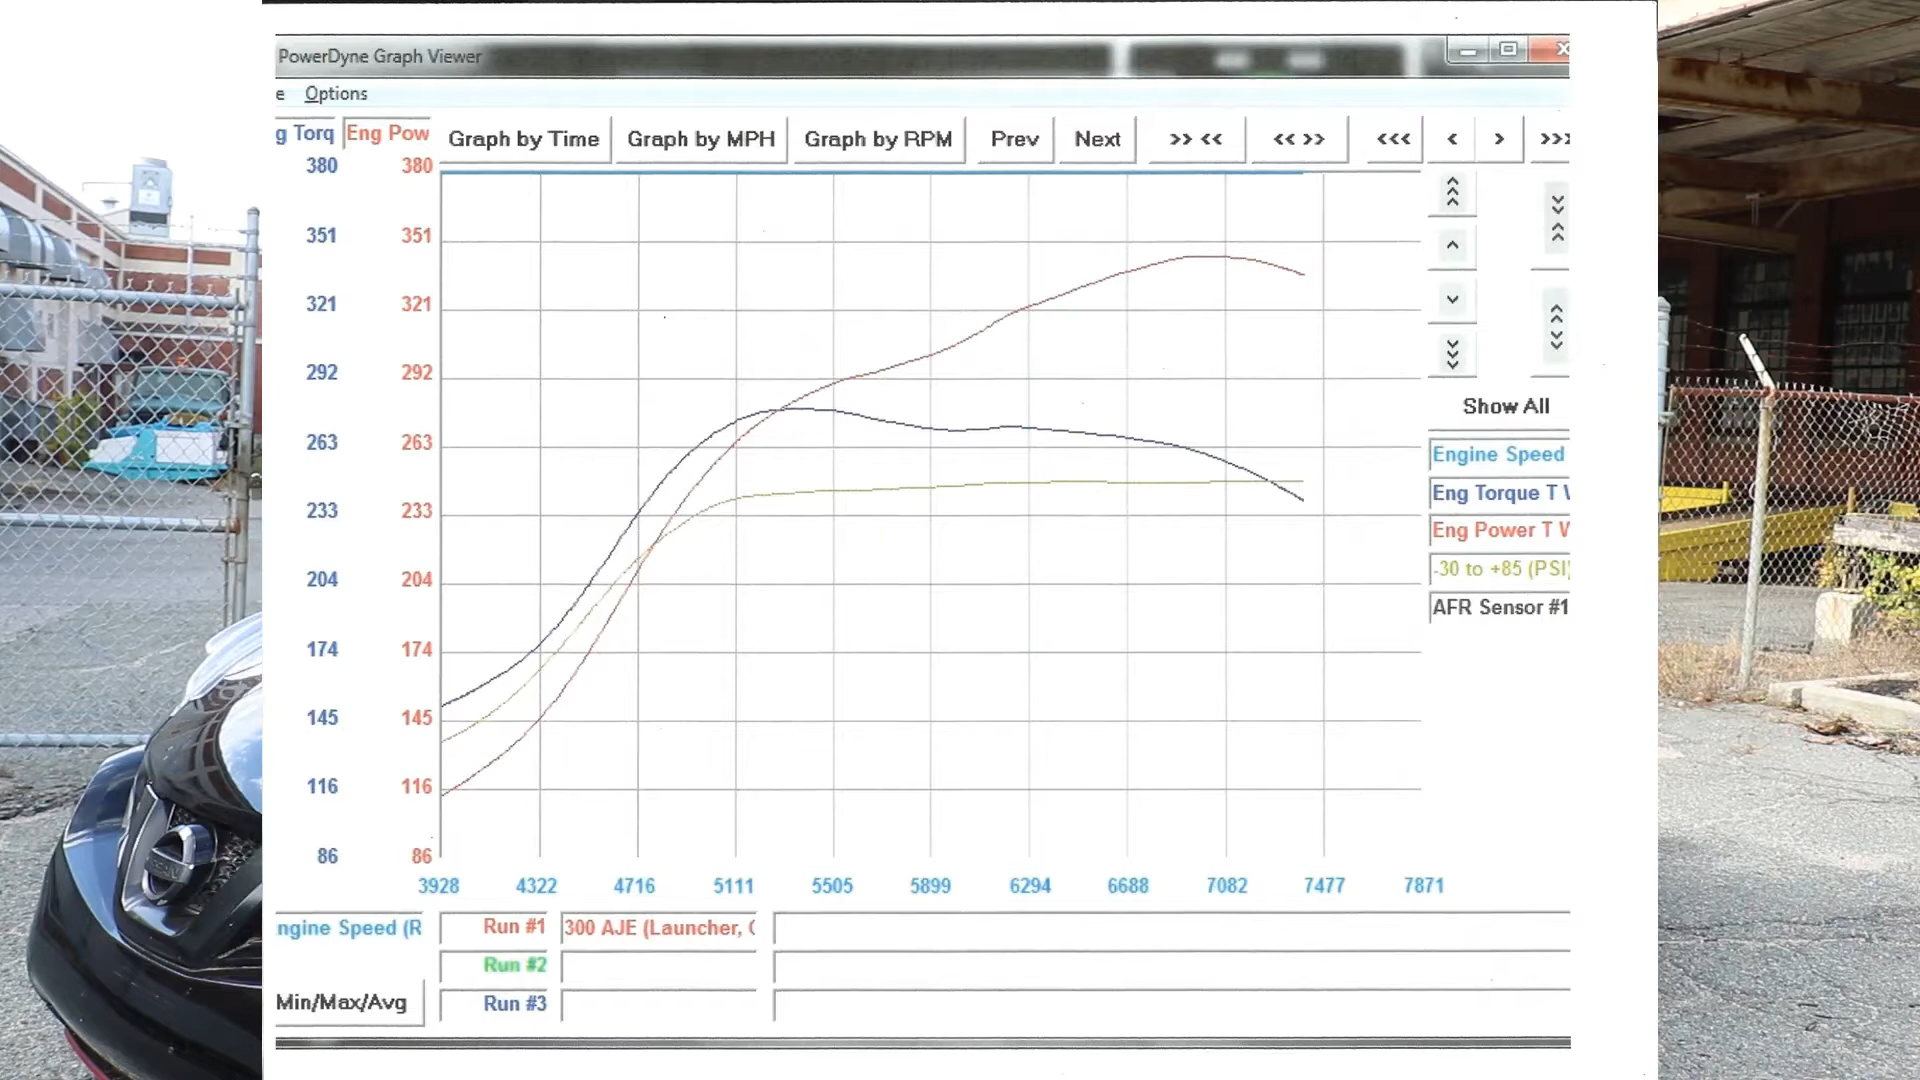 PowerDyne Graph Viewer
e Options
g Torq Eng Pow Graph by Time Graph by MPH Graph by RPM Prev Next >> << << >> <<< < > >>>
380 380
351 351
321 321
292 292
263 263
233 233
204 204
174 174
145 145
116 116
86 86
Show All
Engine Speed
Eng Torque T W
Eng Power T W
-30 to +85 (PSI)
AFR Sensor #1
3928 4322 4716 5111 5505 5899 6294 6688 7082 7477 7871
ngine Speed (R Run #1 300 AJE (Launcher, C
Run #2
Min/Max/Avg Run #3